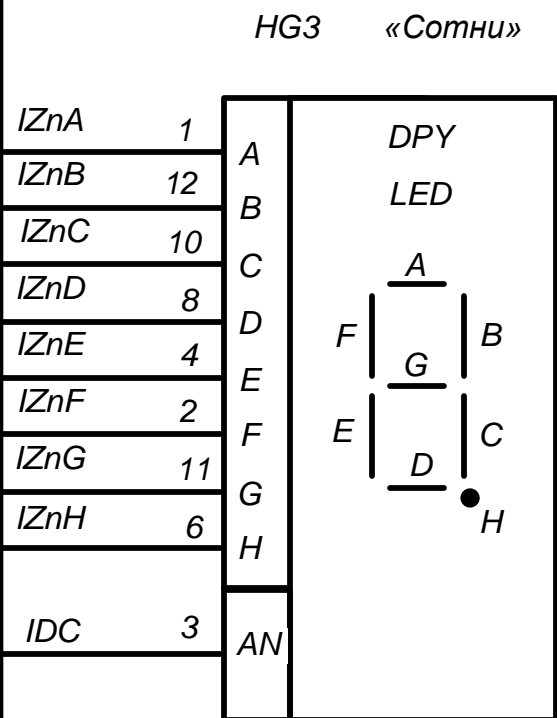 HG3 «Сотни»
IZnA 1 A DPY
IZnB 12 B LED
IZnC 10 C A
IZnD 8 D F B
IZnE 4 E G
IZnF 2 F E C
IZnG 11 G D
IZnH 6 H H
IDC 3 AN